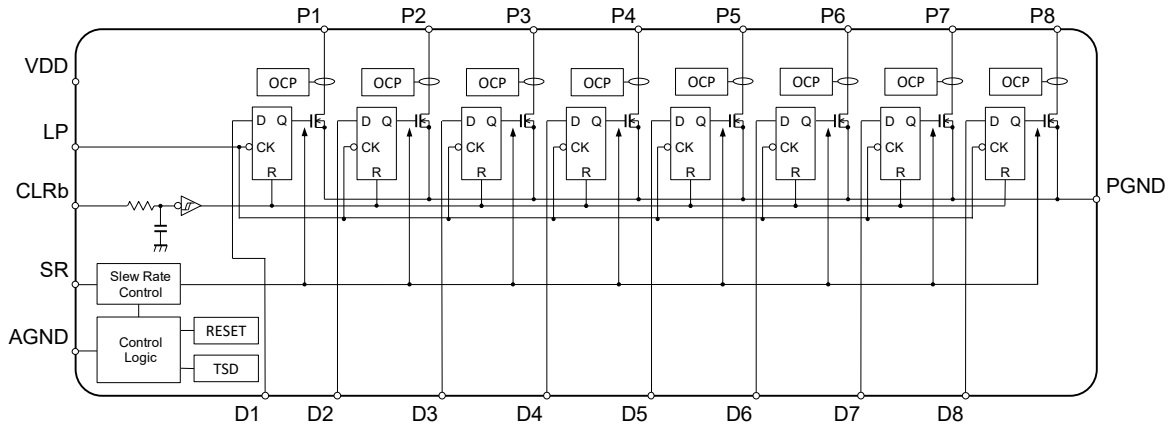 P1 P2 P3 P4 P5 P6 P7 P8
VDD
OCP OCP OCP OCP OCP OCP OCP OCP
D Q D Q D Q D Q D Q D Q D Q D Q
LP
CK CK CK CK CK CK CK CK
R R R R R R R R
CLRb
PGND
SR
Slew Rate
Control
AGND
Control
Logic
RESET
TSD
D1 D2 D3 D4 D5 D6 D7 D8